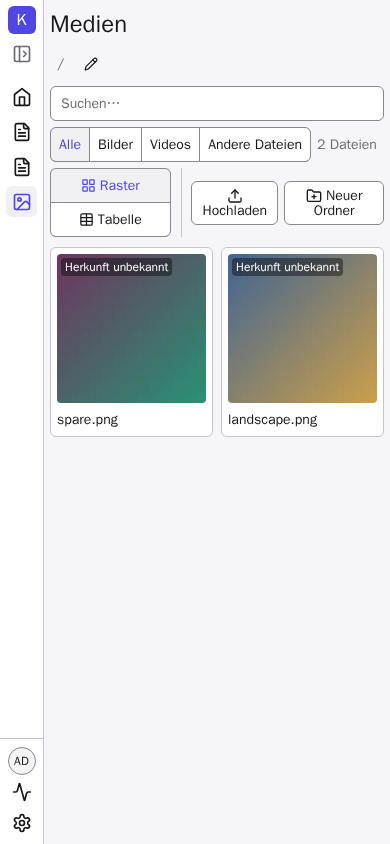 K
Medien
/
Suchen…
Alle Bilder Videos Andere Dateien 2 Dateien
Raster
Tabelle
Hochladen
Neuer
Ordner
Herkunft unbekannt
spare.png
Herkunft unbekannt
landscape.png
AD